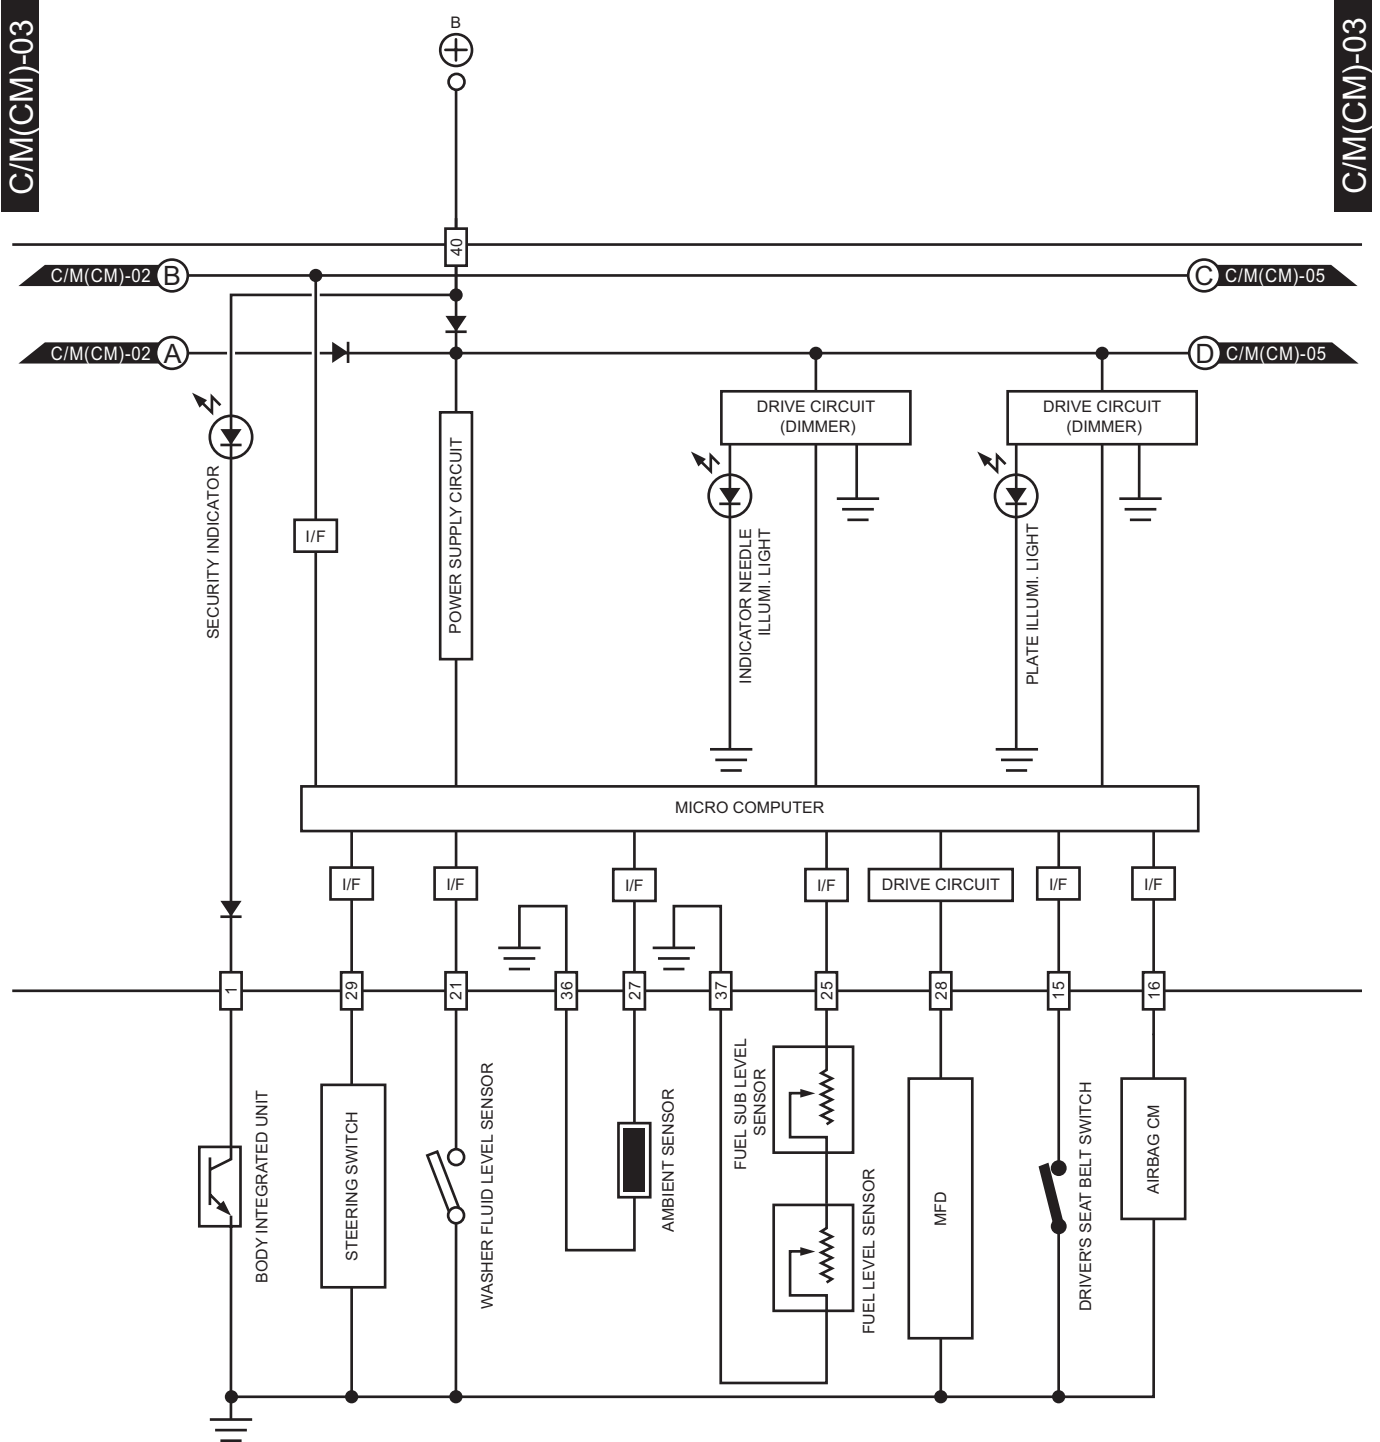 C/M(CM)-03
C/M(CM)-03
B
40
C/M(CM)-02 B
C C/M(CM)-05
C/M(CM)-02 A
D C/M(CM)-05
DRIVE CIRCUIT
(DIMMER)
DRIVE CIRCUIT
(DIMMER)
SECURITY INDICATOR
I/F
POWER SUPPLY CIRCUIT
INDICATOR NEEDLE
ILLUMI. LIGHT
PLATE ILLUMI. LIGHT
MICRO COMPUTER
I/F
I/F
I/F
I/F
DRIVE CIRCUIT
I/F
I/F
1
29
21
36
27
37
25
28
15
16
BODY INTEGRATED UNIT
STEERING SWITCH
WASHER FLUID LEVEL SENSOR
AMBIENT SENSOR
FUEL SUB LEVEL
SENSOR
FUEL LEVEL SENSOR
MFD
DRIVER'S SEAT BELT SWITCH
AIRBAG CM